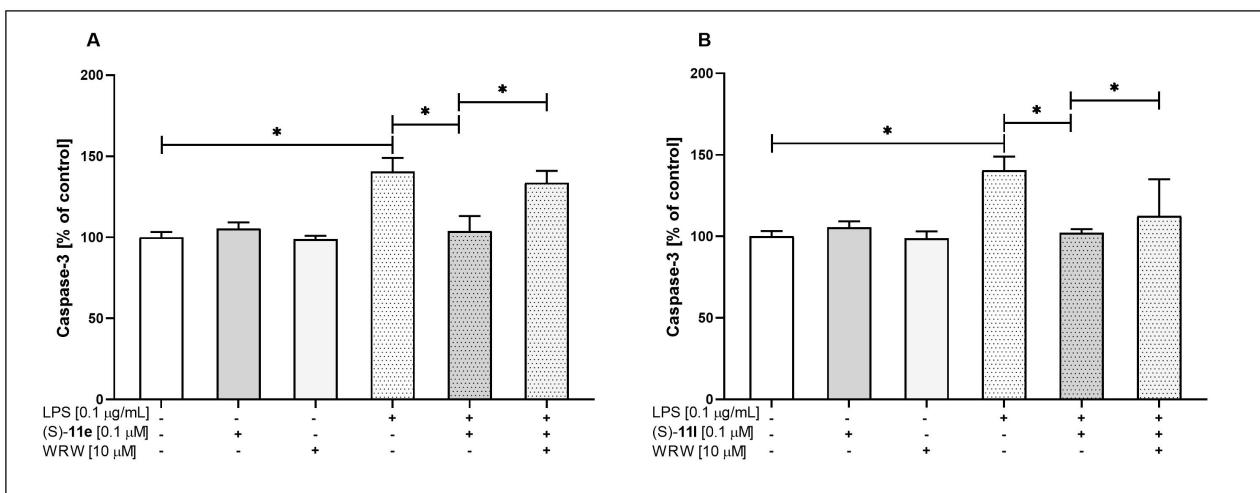 A
Caspase-3 [% of control]
200
150
100
50
0
* * *
LPS [0.1 µg/mL] - - - + + +
(S)-11e [0.1 µM] - + - - + +
WRW [10 µM] - - + - - +
B
Caspase-3 [% of control]
200
150
100
50
0
* * *
LPS [0.1 µg/mL] - - - + + +
(S)-11l [0.1 µM] - + - - + +
WRW [10 µM] - - + - - +